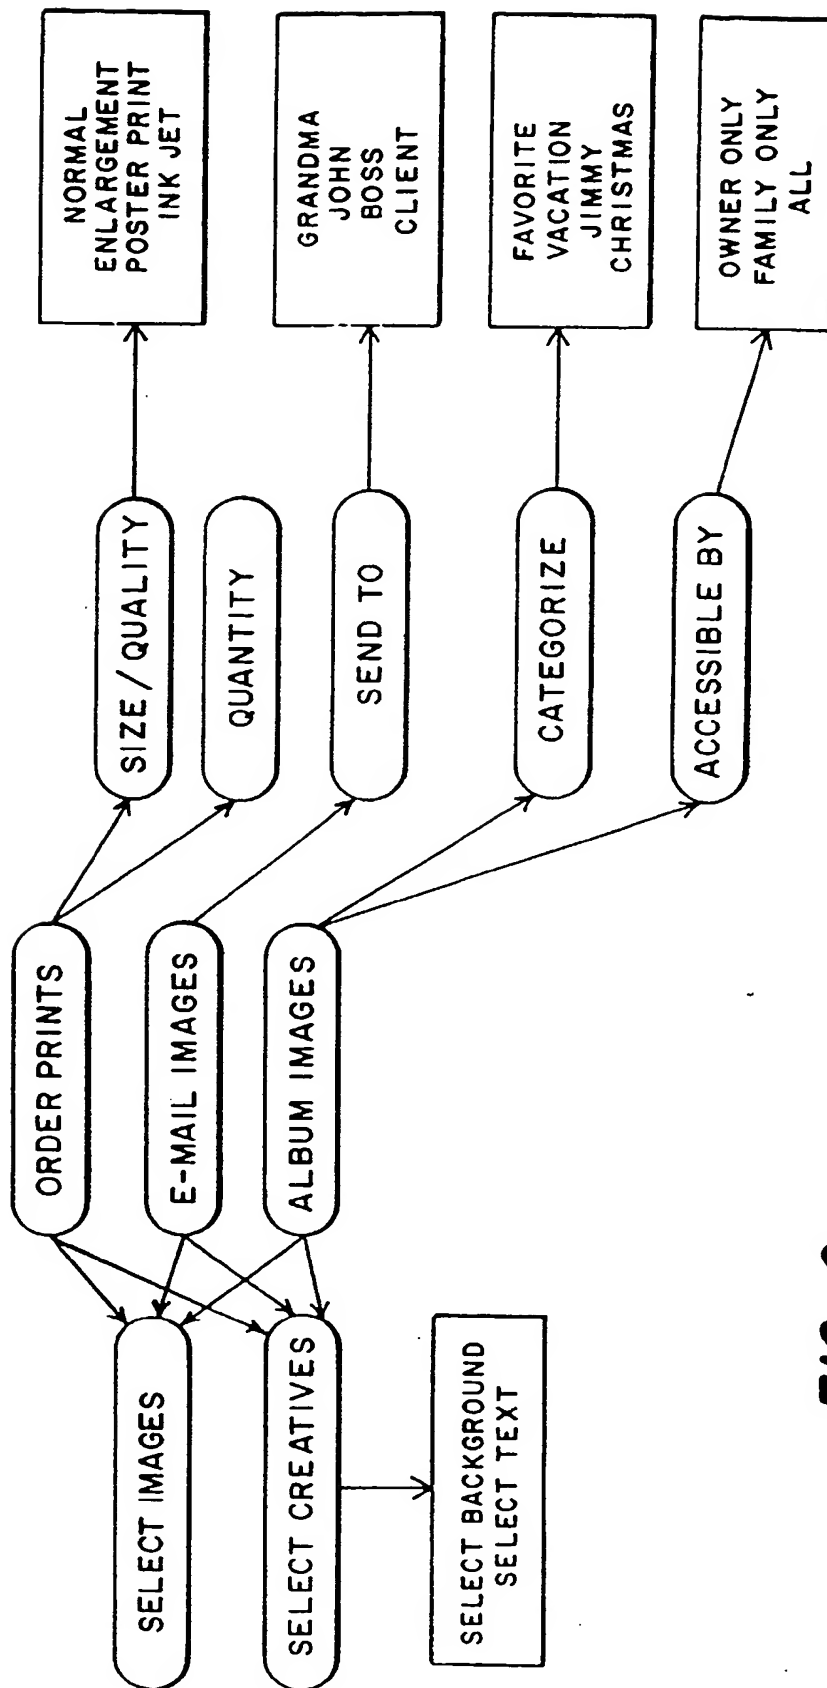 SELECT IMAGES
SELECT CREATIVES
SELECT BACKGROUND
SELECT TEXT
ORDER PRINTS
E-MAIL IMAGES
ALBUM IMAGES
SIZE / QUALITY
QUANTITY
SEND TO
CATEGORIZE
ACCESSIBLE BY
NORMAL
ENLARGEMENT
POSTER PRINT
INK JET
GRANDMA
JOHN
BOSS
CLIENT
FAVORITE
VACATION
JIMMY
CHRISTMAS
OWNER ONLY
FAMILY ONLY
ALL